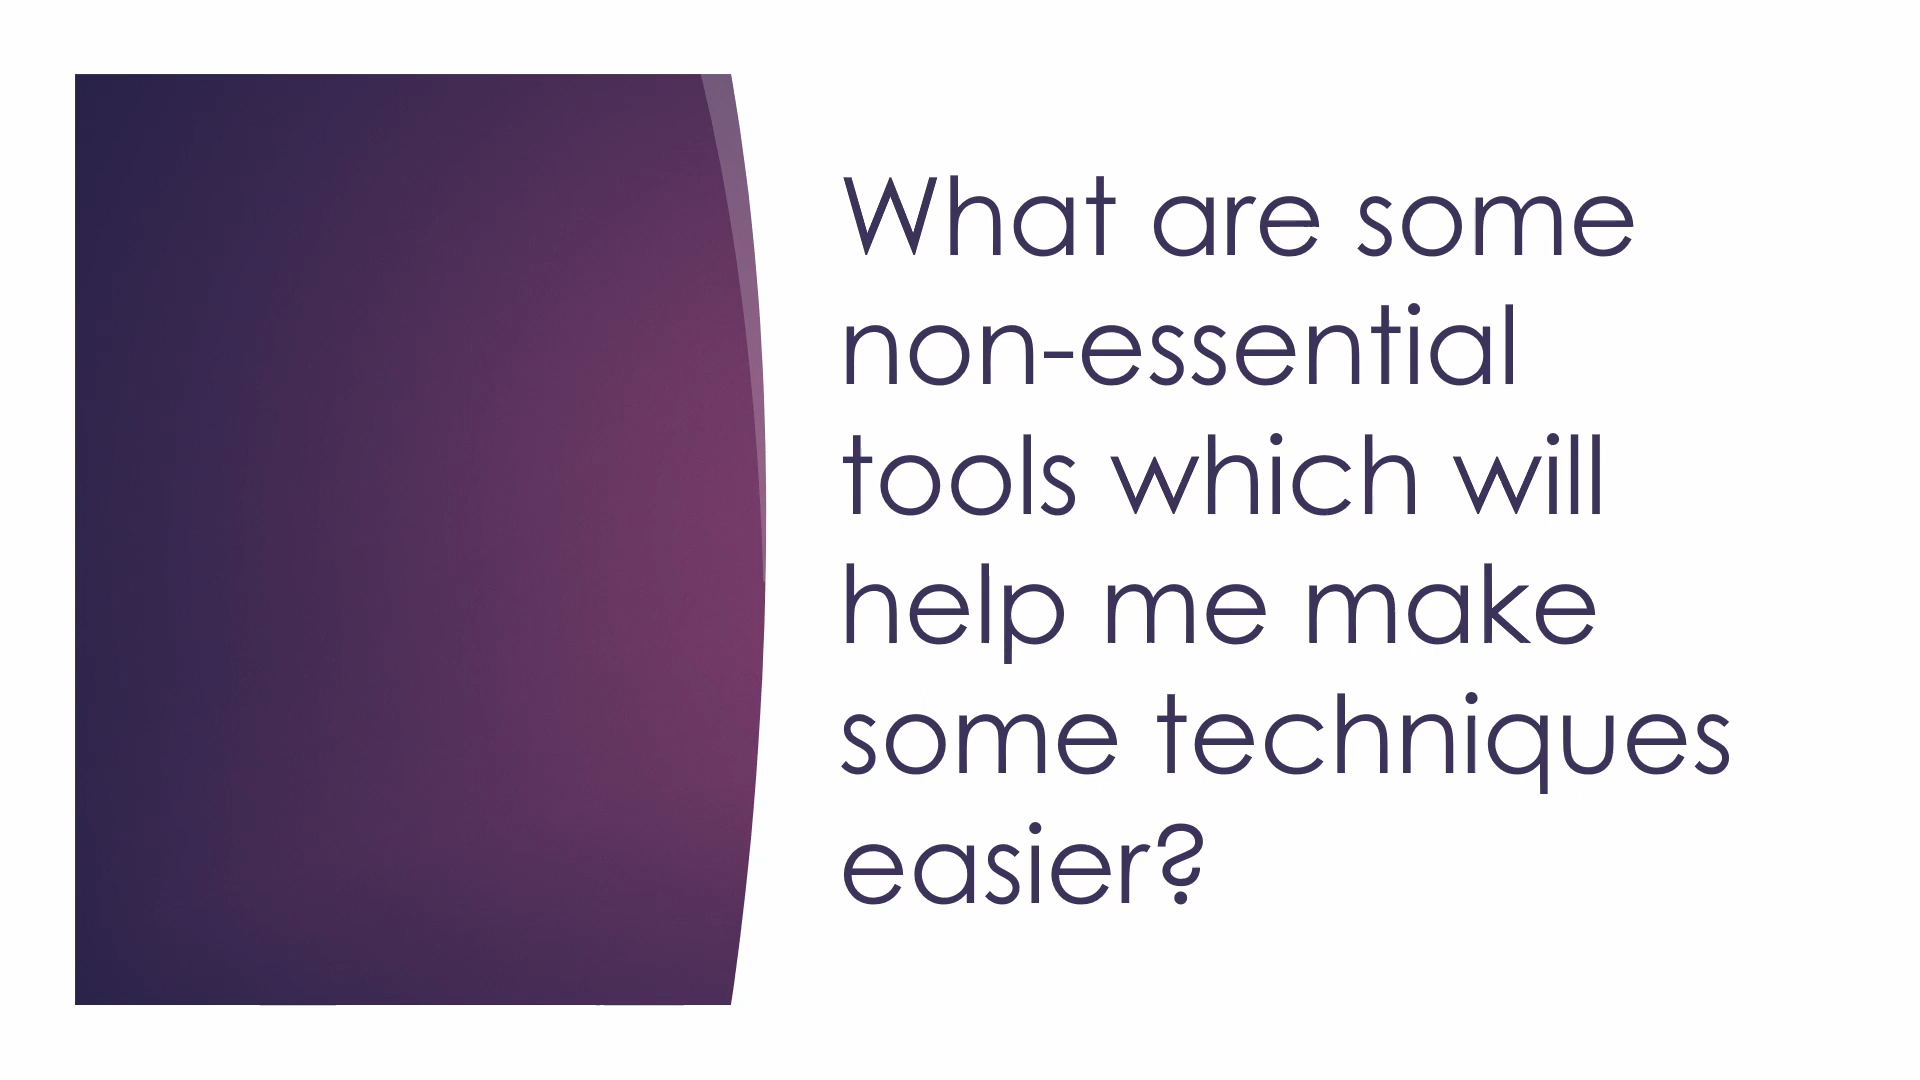 What are some
non-essential
tools which will
help me make
some techniques
easier?